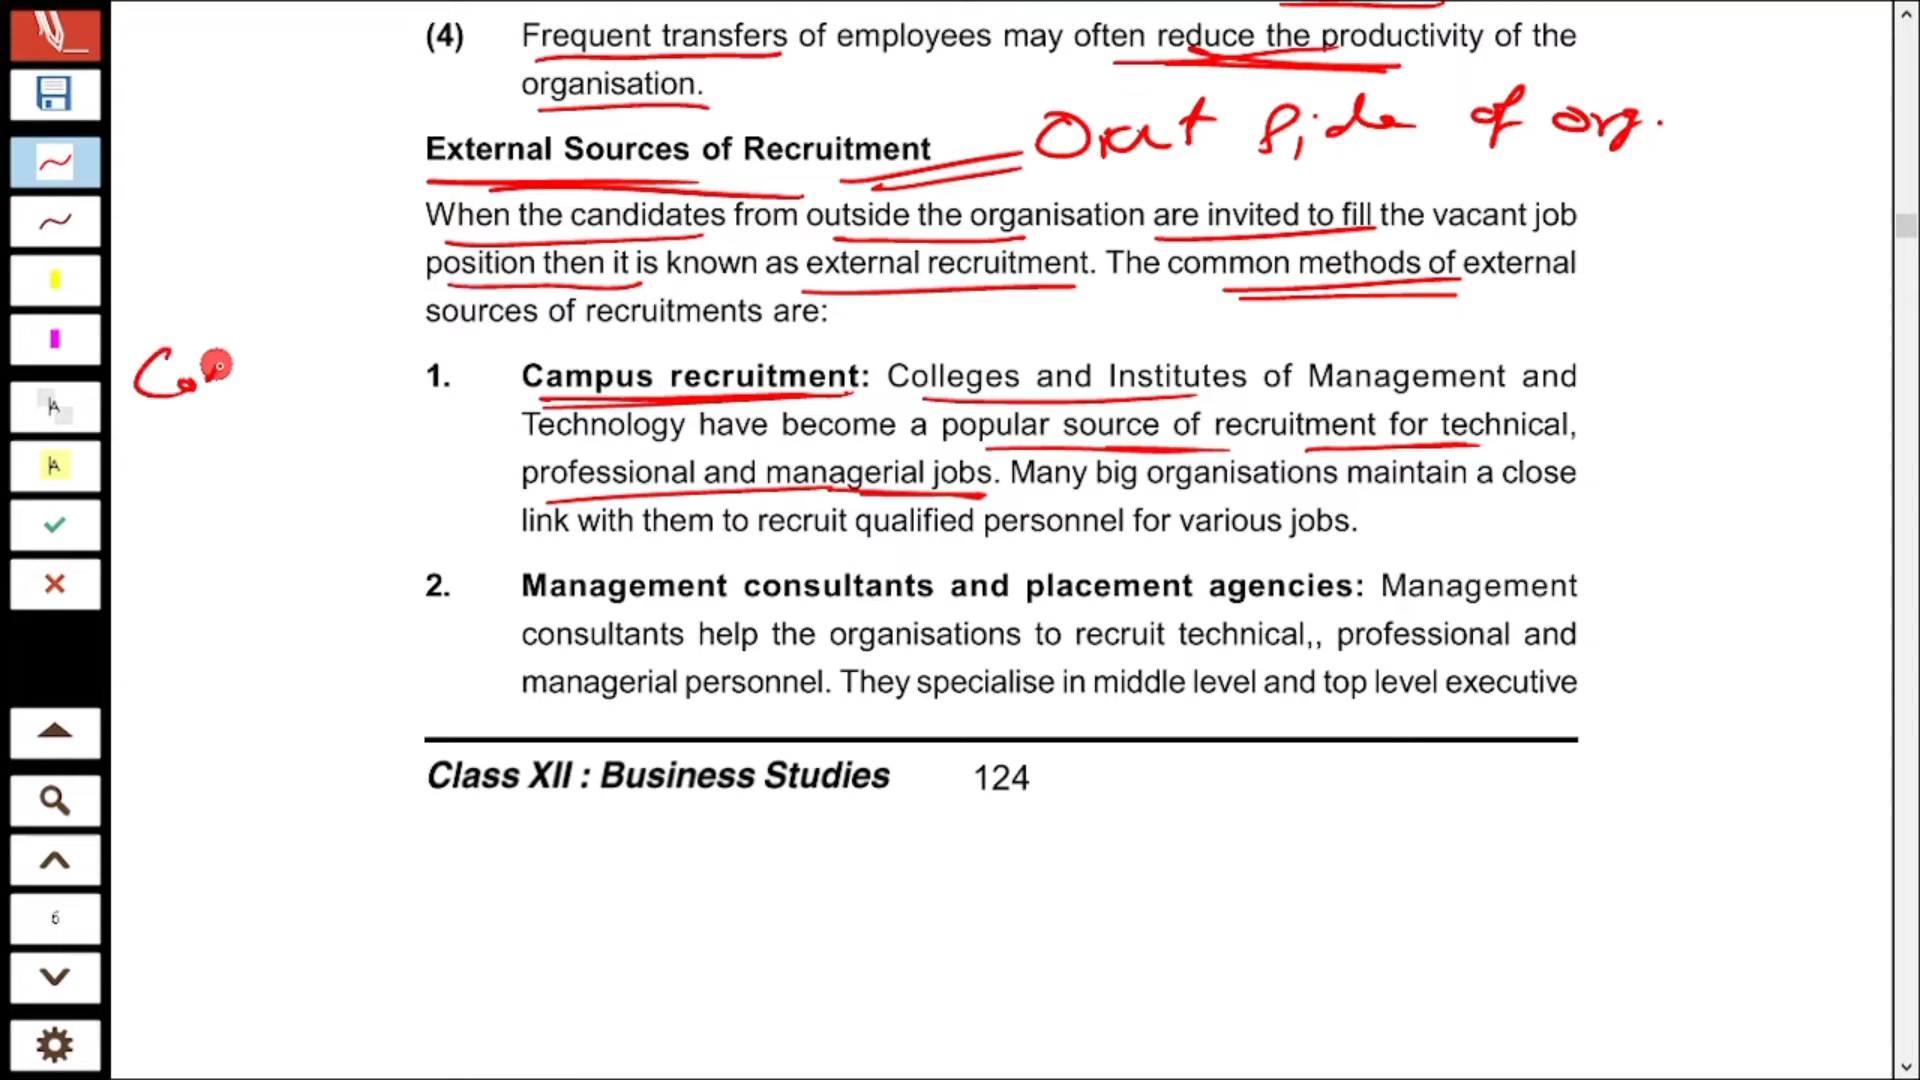 (4) Frequent transfers of employees may often reduce the productivity of the
organisation.
Out side of org.
External Sources of Recruitment
When the candidates from outside the organisation are invited to fill the vacant job
position then it is known as external recruitment. The common methods of external
sources of recruitments are:
Co
1. Campus recruitment: Colleges and Institutes of Management and
Technology have become a popular source of recruitment for technical,
professional and managerial jobs. Many big organisations maintain a close
link with them to recruit qualified personnel for various jobs.
2. Management consultants and placement agencies: Management
consultants help the organisations to recruit technical,, professional and
managerial personnel. They specialise in middle level and top level executive
Class XII : Business Studies 124
A
A
6